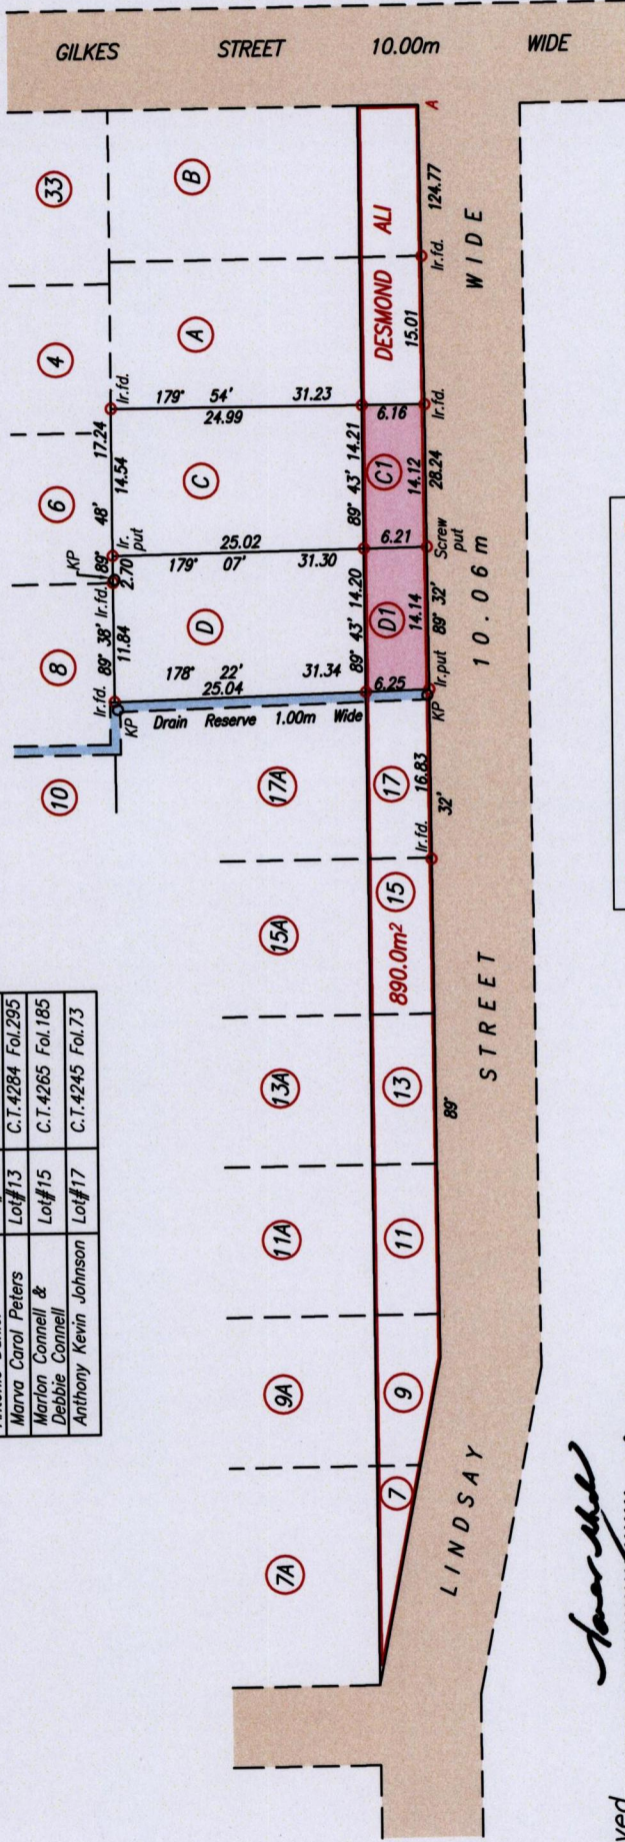 GILKES STREET 10.00m WIDE
A
33
B
124.77
DESMOND ALI
Ir.fd.
WIDE
4
A
15.01
Ir.fd.
179° 54' 31.23
24.99
6.16
Ir.fd.
17.24
48'
89°
14.54
6
C
89° 43' 14.21
C1
14.12
28.24
KP
Ir. put
25.02
179° 07' 31.30
6.21
Screw put
2.70
Ir.fd.
89° 38'
11.84
8
D
89° 43' 14.20
D1
14.14
89° 32'
10.06m
Ir.fd.
178° 22' 31.34
25.04
6.25
Ir.put
KP
KP
Drain Reserve 1.00m Wide
10
17A
17
16.83
32'
Ir.fd.
15A
15
890.0m²
STREET
13A
13
89°
11A
11
9A
9
7A
7
LINDSAY
Marva Carol Peters Lot#13 C.T.4284 Fol.295
Marlon Connell & Lot#15 C.T.4265 Fol.185
Debbie Connell
Anthony Kevin Johnson Lot#17 C.T.4245 Fol.73